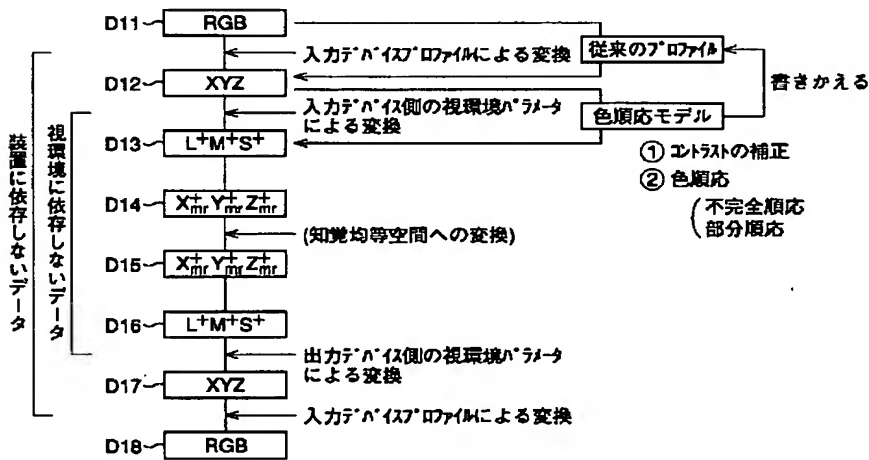 D11 RGB
入力デバイスプロファイルによる変換
従来のプロファイル
書きかえる
D12 XYZ
入力デバイス側の視環境パラメータ
による変換
色順応モデル
D13 L⁺M⁺S⁺
① コントラストの補正
② 色順応
不完全順応
部分順応
D14 X⁺mr Y⁺mr Z⁺mr
(知覚均等空間への変換)
D15 X⁺mr Y⁺mr Z⁺mr
D16 L⁺M⁺S⁺
出力デバイス側の視環境パラメータ
による変換
D17 XYZ
入力デバイスプロファイルによる変換
D18 RGB
視環境に依存しないデータ
装置に依存しないデータ